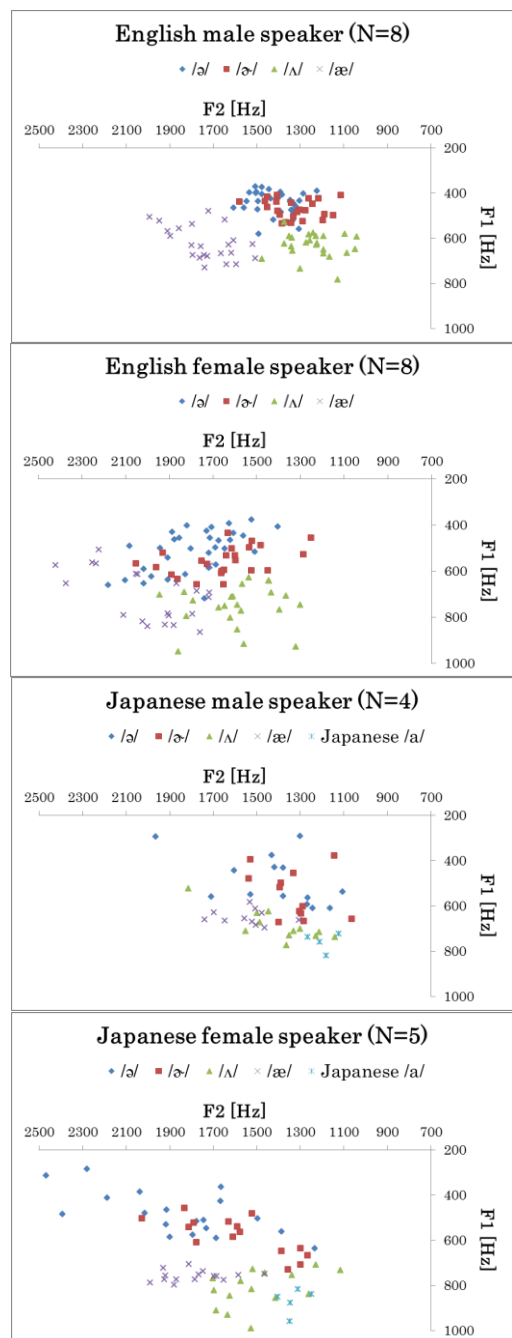 English male speaker (N=8)
/ə/ /ɚ/ /ʌ/ /æ/
F2 [Hz]
2500 2300 2100 1900 1700 1500 1300 1100 900 700
200
400
600
800
1000
F1 [Hz]
English female speaker (N=8)
/ə/ /ɚ/ /ʌ/ /æ/
F2 [Hz]
2500 2300 2100 1900 1700 1500 1300 1100 900 700
200
400
600
800
1000
F1 [Hz]
Japanese male speaker (N=4)
/ə/ /ɚ/ /ʌ/ /æ/ Japanese /a/
F2 [Hz]
2500 2300 2100 1900 1700 1500 1300 1100 900 700
200
400
600
800
1000
F1 [Hz]
Japanese female speaker (N=5)
/ə/ /ɚ/ /ʌ/ /æ/ Japanese /a/
F2 [Hz]
2500 2300 2100 1900 1700 1500 1300 1100 900 700
200
400
600
800
1000
F1 [Hz]